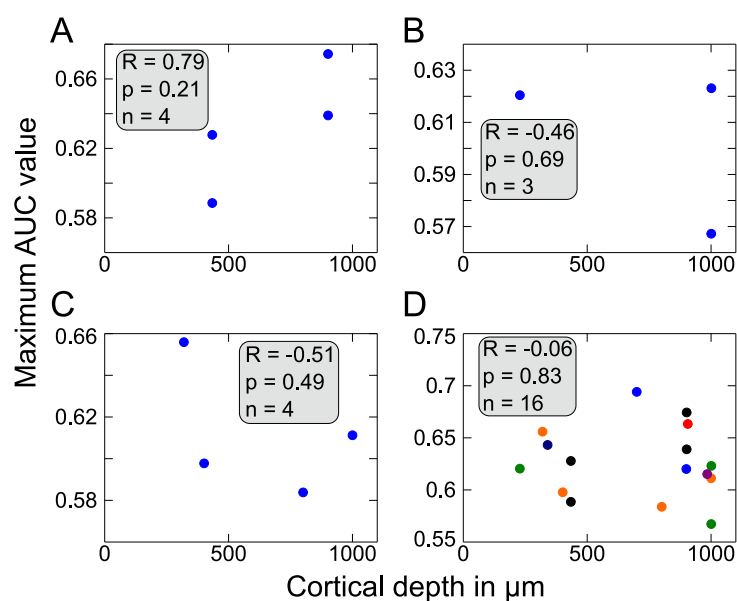 A
B
0.66
0.62
0.58
R = 0.79
p = 0.21
n = 4
0
500
1000
0.63
0.61
0.59
0.57
R = -0.46
p = 0.69
n = 3
0
500
1000
Maximum AUC value
C
D
0.66
0.62
0.58
R = -0.51
p = 0.49
n = 4
0
500
1000
0.75
0.7
0.65
0.6
0.55
R = -0.06
p = 0.83
n = 16
0
500
1000
Cortical depth in µm